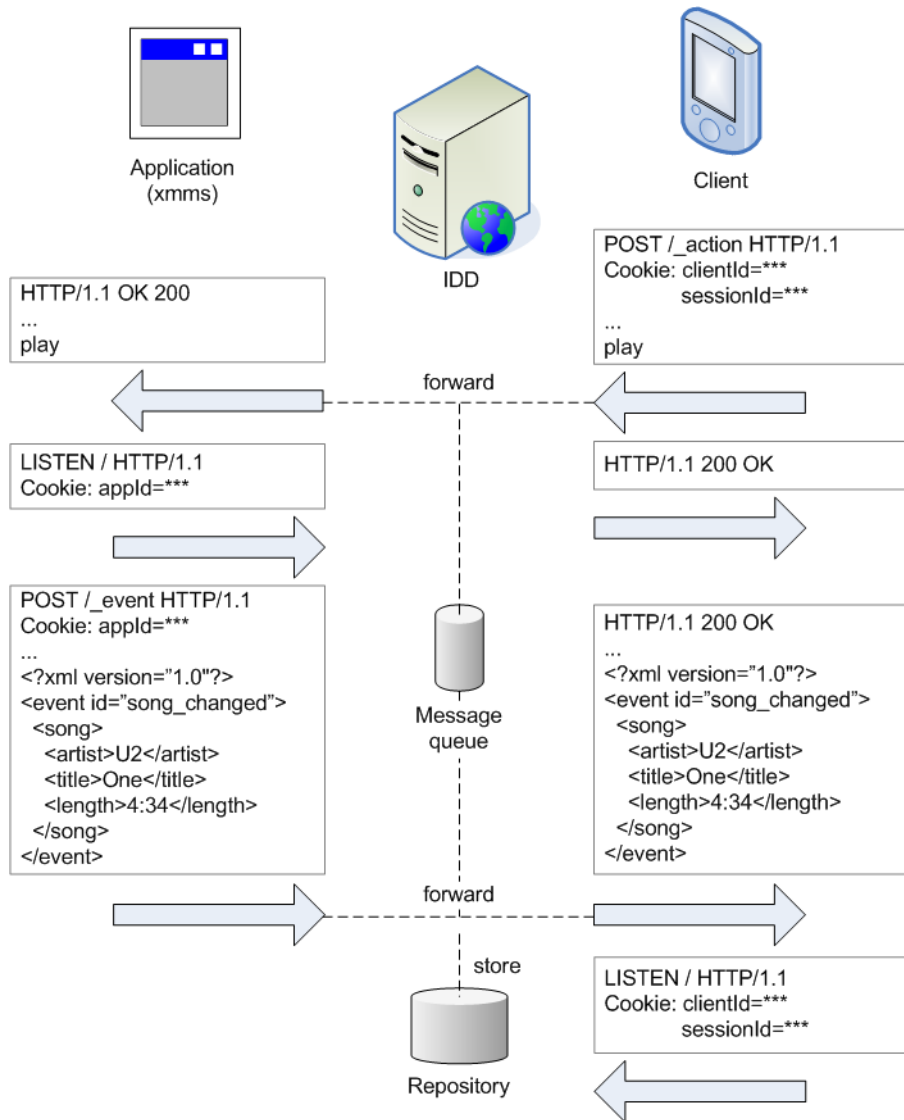 Application
(xmms)
IDD
Client
HTTP/1.1 OK 200
...
play
POST /_action HTTP/1.1
Cookie: clientId=***
sessionId=***
...
play
forward
LISTEN / HTTP/1.1
Cookie: appId=***
HTTP/1.1 200 OK
POST /_event HTTP/1.1
Cookie: appId=***
...
<?xml version=”1.0"?>
<event id=”song_changed”>
<song>
<artist>U2</artist>
<title>One</title>
<length>4:34</length>
</song>
</event>
Message
queue
HTTP/1.1 200 OK
...
<?xml version=”1.0"?>
<event id=”song_changed”>
<song>
<artist>U2</artist>
<title>One</title>
<length>4:34</length>
</song>
</event>
forward
store
Repository
LISTEN / HTTP/1.1
Cookie: clientId=***
sessionId=***